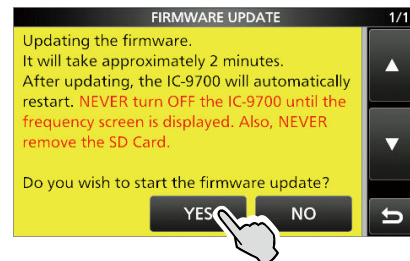 FIRMWARE UPDATE 1/1
Updating the firmware.
It will take approximately 2 minutes.
After updating, the IC-9700 will automatically
restart. NEVER turn OFF the IC-9700 until the
frequency screen is displayed. Also, NEVER
remove the SD Card.
Do you wish to start the firmware update?
YES NO